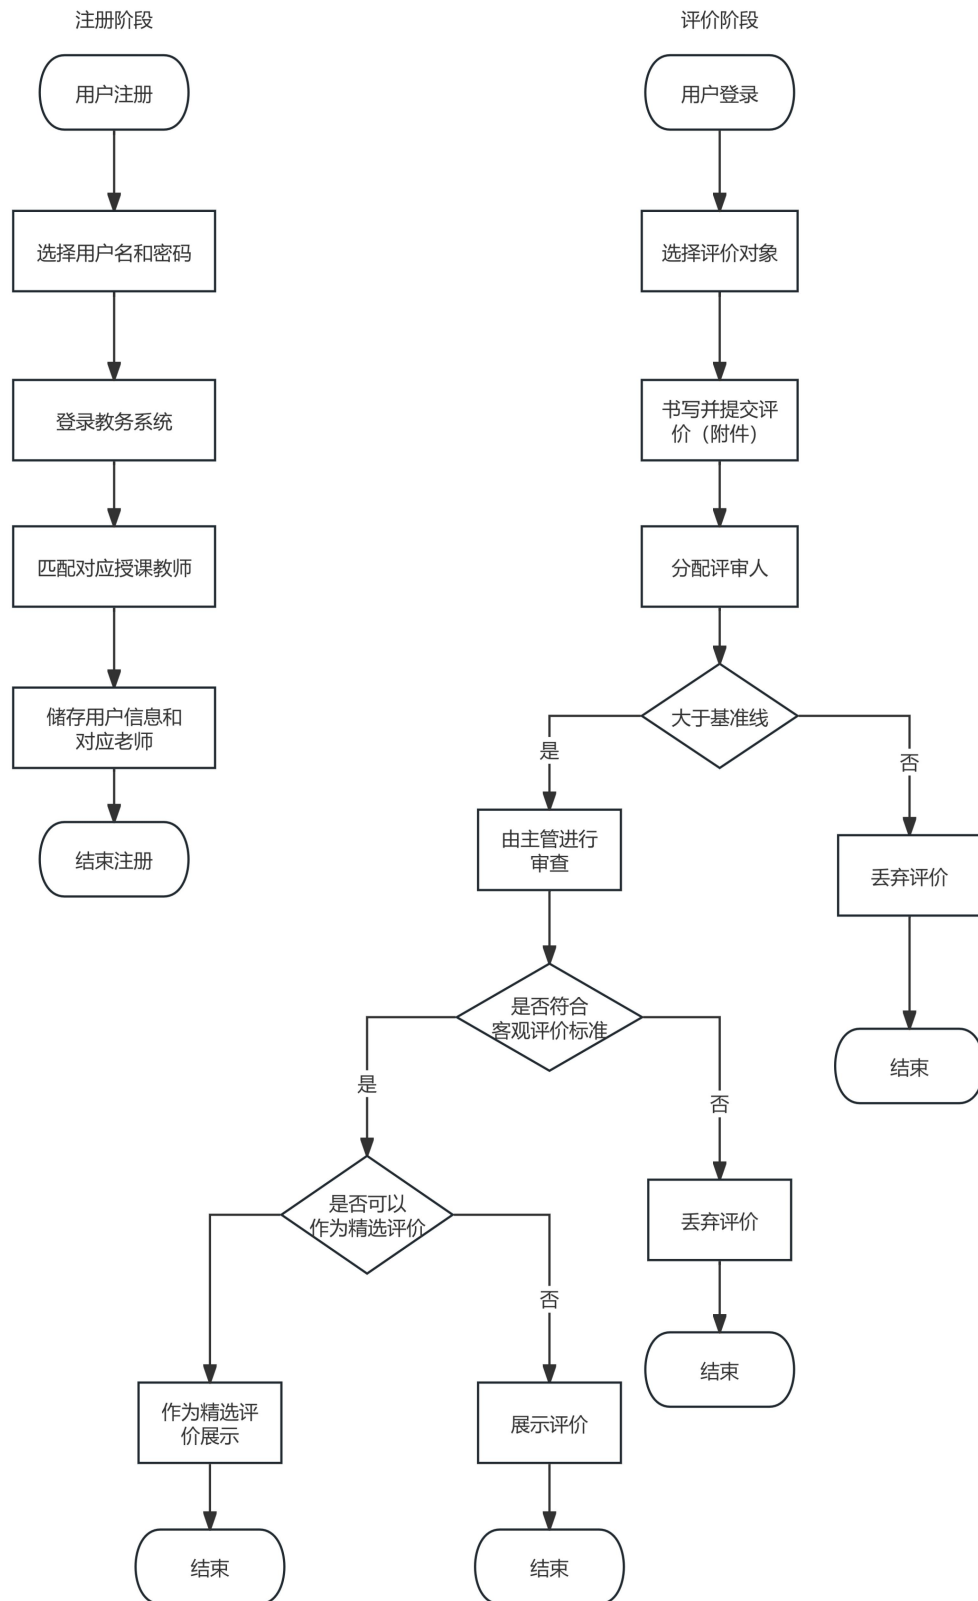 注册阶段
用户注册
选择用户名和密码
登录教务系统
匹配对应授课教师
储存用户信息和
对应老师
结束注册
评价阶段
用户登录
选择评价对象
书写并提交评
价（附件）
分配评审人
大于基准线
是
否
由主管进行
审查
丢弃评价
结束
是否符合
客观评价标准
是
否
丢弃评价
结束
是否可以
作为精选评价
否
作为精选评
价展示
展示评价
结束
结束